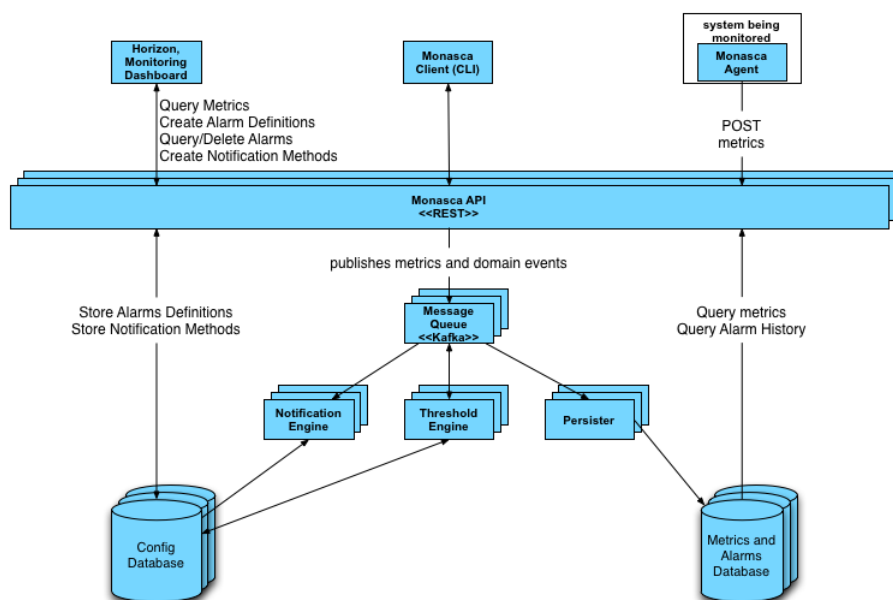 system being
monitored
Horizon,
Monitoring
Dashboard
Monasca
Client (CLI)
Monasca
Agent
Query Metrics
Create Alarm Definitions
Query/Delete Alarms
Create Notification Methods
POST
metrics
Monasca API
<<REST>>
publishes metrics and domain events
Store Alarms Definitions
Store Notification Methods
Message
Queue
<<Kafka>>
Query metrics
Query Alarm History
Notification
Engine
Threshold
Engine
Persister
Config
Database
Metrics and
Alarms
Database